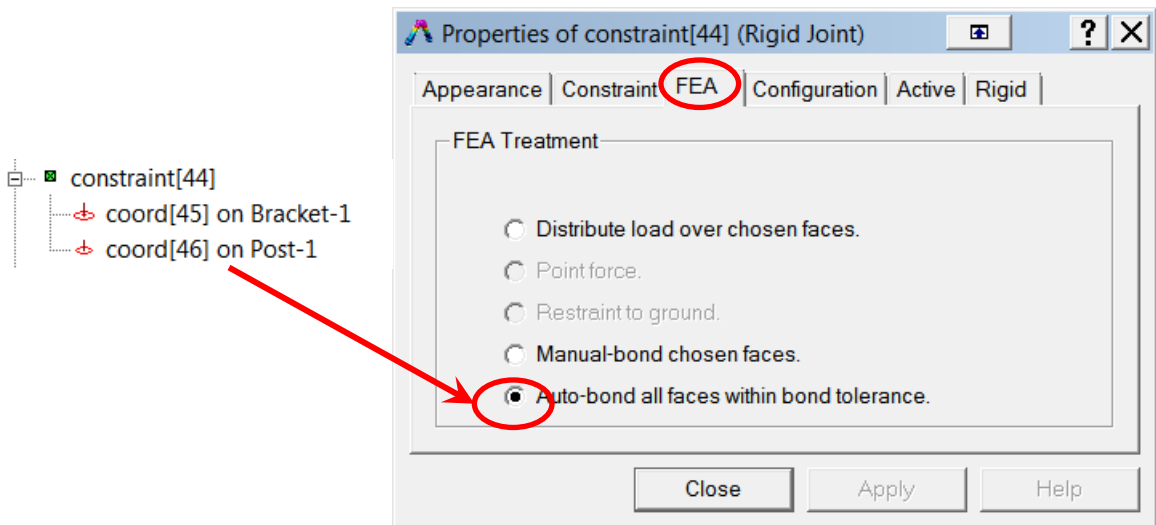 Properties of constraint[44] (Rigid Joint)
?
Appearance Constraint FEA Configuration Active Rigid
FEA Treatment
constraint[44]
coord[45] on Bracket-1
coord[46] on Post-1
Distribute load over chosen faces.
Point force.
Restraint to ground.
Manual-bond chosen faces.
Auto-bond all faces within bond tolerance.
Close Apply Help